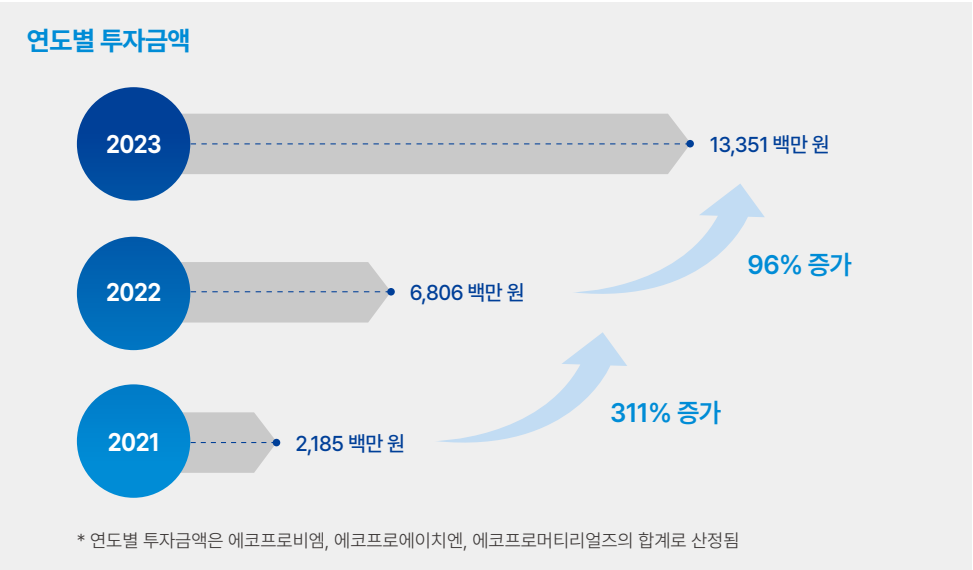 연도별 투자금액
2023
13,351 백만 원
96% 증가
2022
6,806 백만 원
311% 증가
2021
2,185 백만 원
* 연도별 투자금액은 에코프로비엠, 에코프로에이치엔, 에코프로머티리얼즈의 합계로 산정됨